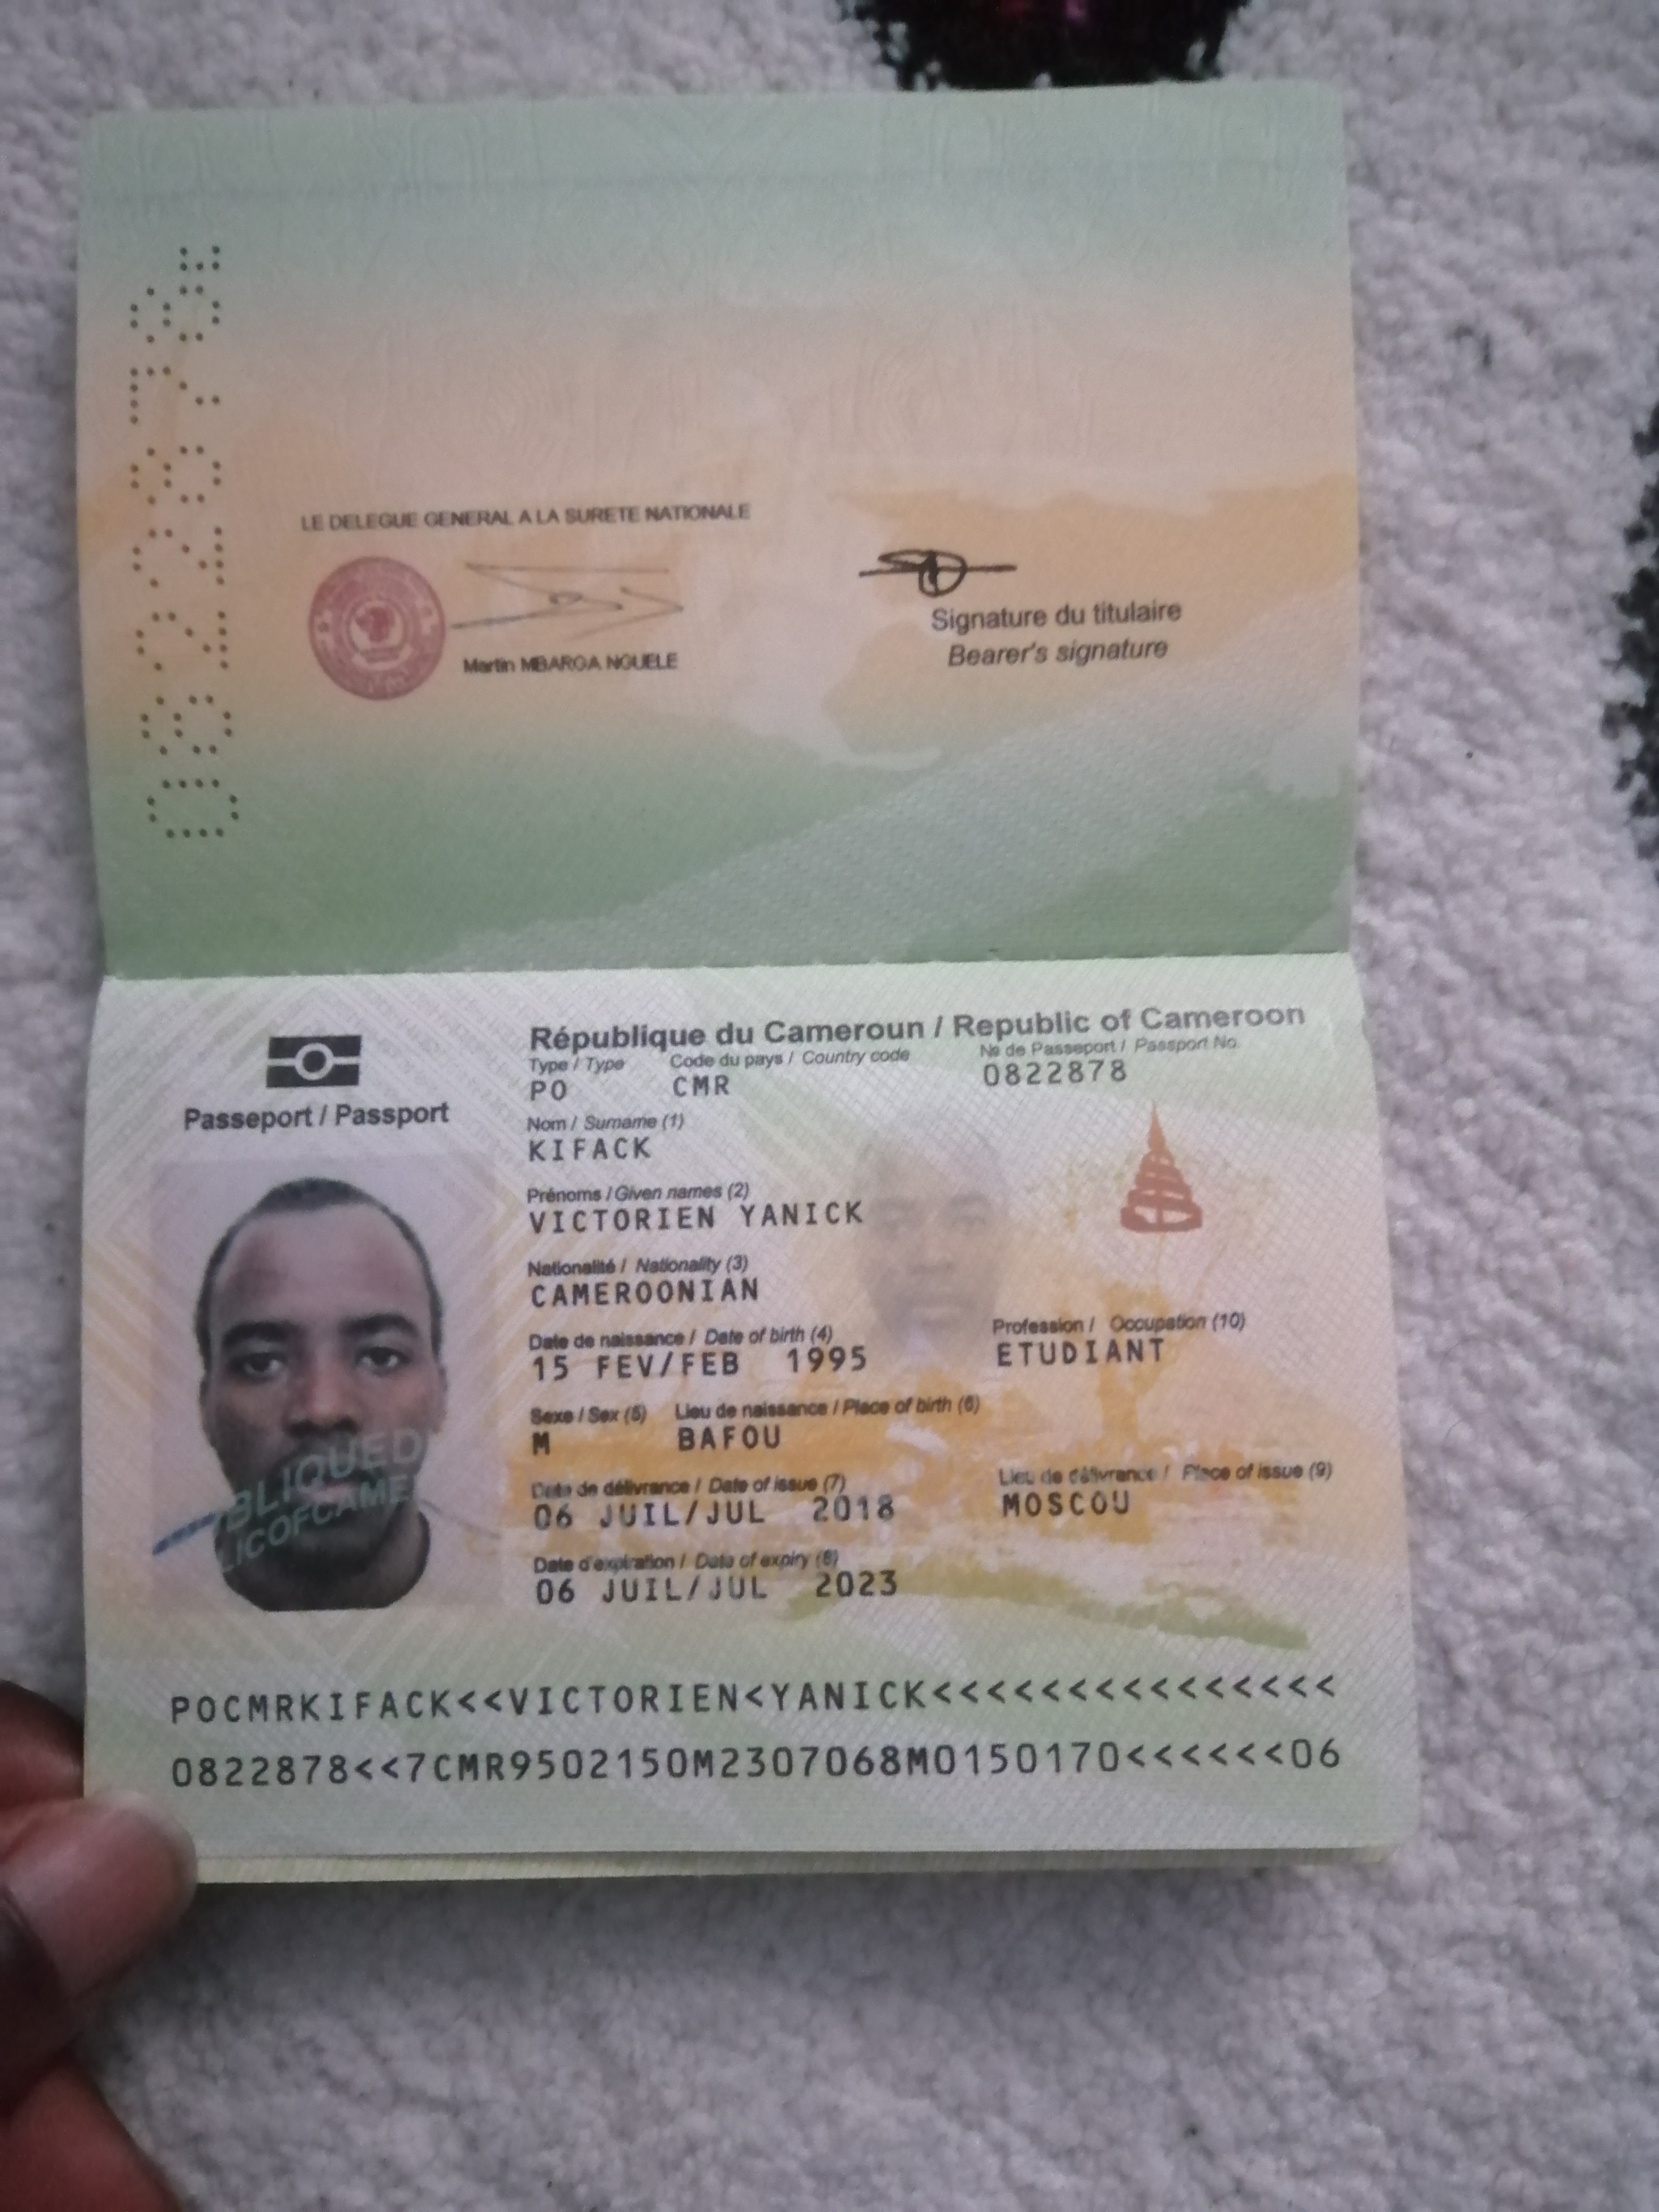 LE DELEGUE GENERAL A LA SURETE NATIONALE
Martin MBARGA NGUELE
Signature du titulaire
Bearer's signature
République du Cameroun / Republic of Cameroon
Type / Type Code du pays / Country code № de Passeport / Passport No.
PO CMR 0822878
Passeport / Passport
Nom / Surname (1)
KIFACK
Prénoms / Given names (2)
VICTORIEN YANICK
Nationalité / Nationality (3)
CAMEROONIAN
Date de naissance / Date of birth (4) Profession / Occupation (10)
15 FEV/FEB 1995 ETUDIANT
Sexe / Sex (5) Lieu de naissance / Place of birth (6)
M BAFOU
Date de délivrance / Date of issue (7) Lieu de délivrance / Place of issue (9)
06 JUIL/JUL 2018 MOSCOU
Date d'expiration / Date of expiry (8)
06 JUIL/JUL 2023
BLIQUED
LICOFCAME
POCMRKIFACK<<VICTORIEN<YANICK<<<<<<<<<<<<<<<
0822878<<7CMR9502150M2307068M0150170<<<<<<06